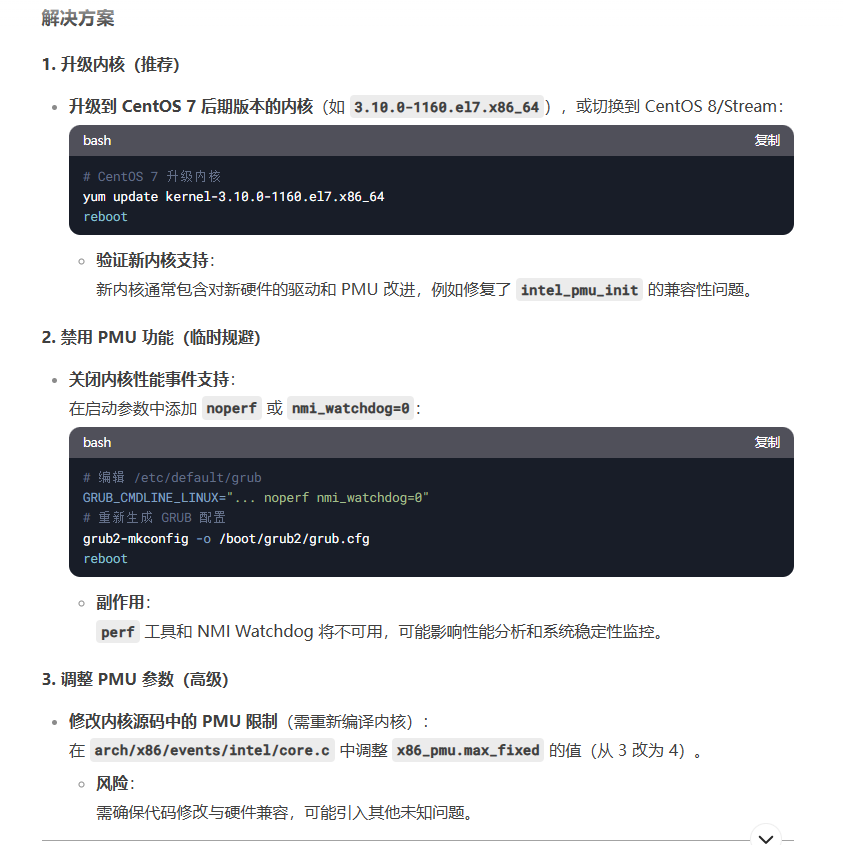 解决方案
1. 升级内核（推荐）
升级到 CentOS 7 后期版本的内核（如 3.10.0-1160.el7.x86_64），或切换到 CentOS 8/Stream：
bash 复制
# CentOS 7 升级内核
yum update kernel-3.10.0-1160.el7.x86_64
reboot
验证新内核支持：
新内核通常包含对新硬件的驱动和 PMU 改进，例如修复了 intel_pmu_init 的兼容性问题。
2. 禁用 PMU 功能（临时规避）
关闭内核性能事件支持：
在启动参数中添加 noperf 或 nmi_watchdog=0：
bash 复制
# 编辑 /etc/default/grub
GRUB_CMDLINE_LINUX="... noperf nmi_watchdog=0"
# 重新生成 GRUB 配置
grub2-mkconfig -o /boot/grub2/grub.cfg
reboot
副作用：
perf 工具和 NMI Watchdog 将不可用，可能影响性能分析和系统稳定性监控。
3. 调整 PMU 参数（高级）
修改内核源码中的 PMU 限制（需重新编译内核）：
在 arch/x86/events/intel/core.c 中调整 x86_pmu.max_fixed 的值（从 3 改为 4）。
风险：
需确保代码修改与硬件兼容，可能引入其他未知问题。